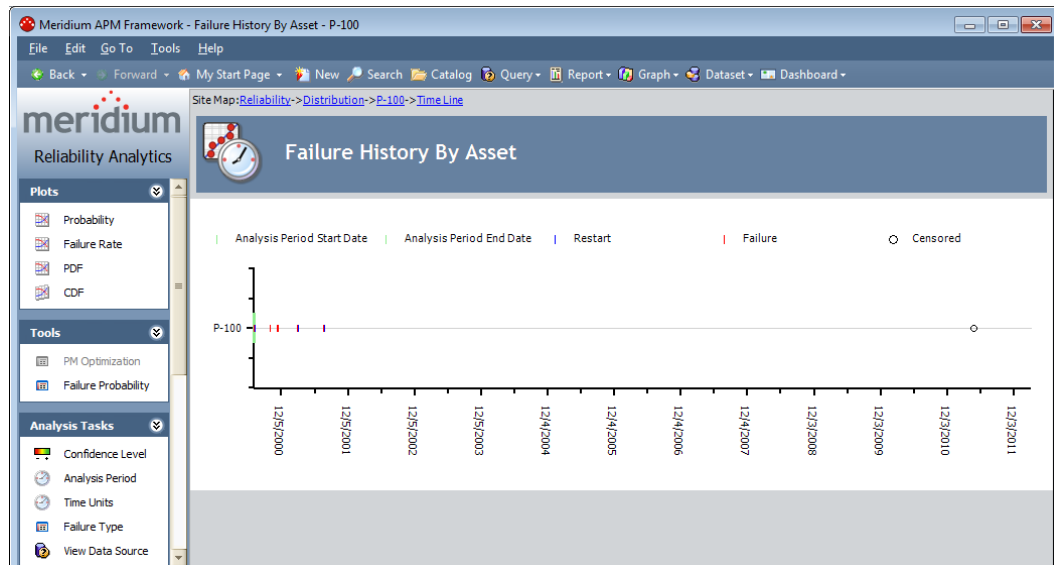 Meridium APM Framework - Failure History By Asset - P-100
File Edit Go To Tools Help
Back Forward My Start Page New Search Catalog Query Report Graph Dataset Dashboard
meridium
Reliability Analytics
Plots
Probability
Failure Rate
PDF
CDF
Tools
PM Optimization
Failure Probability
Analysis Tasks
Confidence Level
Analysis Period
Time Units
Failure Type
View Data Source
Site Map:Reliability->Distribution->P-100->Time Line
Failure History By Asset
Analysis Period Start Date Analysis Period End Date Restart Failure Censored
P-100
12/5/2000
12/5/2001
12/5/2002
12/5/2003
12/4/2004
12/4/2005
12/4/2006
12/4/2007
12/3/2008
12/3/2009
12/3/2010
12/3/2011